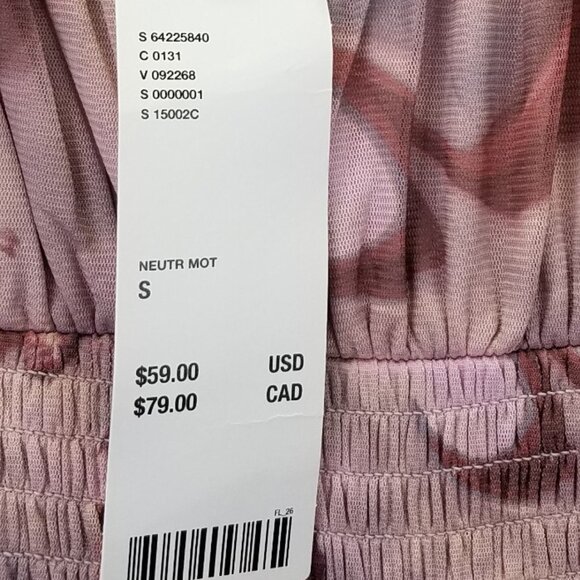 S 64225840
C 0131
V 092268
S 0000001
S 15002C
NEUTR MOT
S
$59.00 USD
$79.00 CAD
FL_26